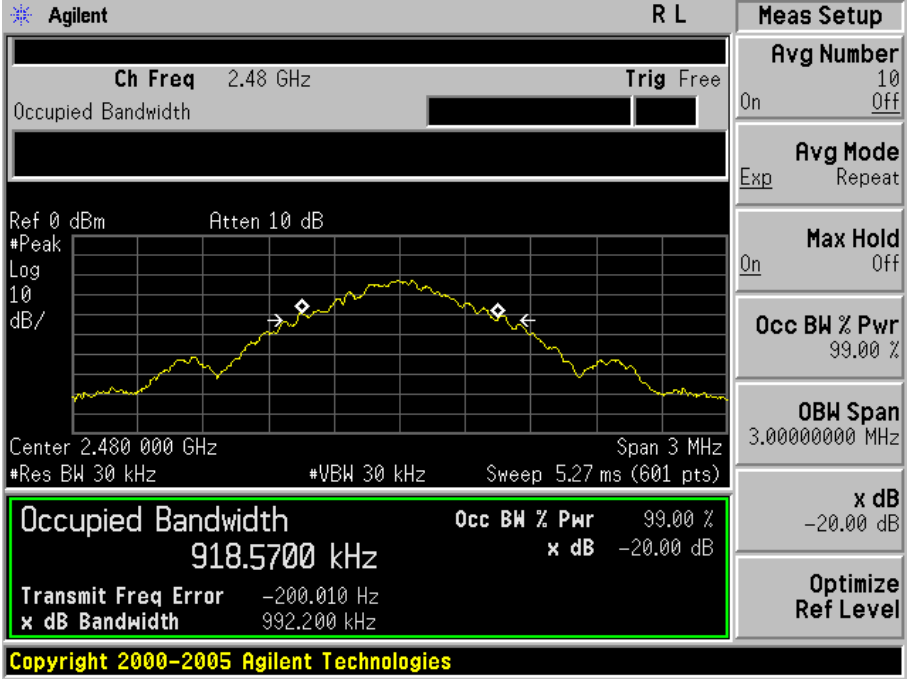 Agilent R L Meas Setup
Ch Freq 2.48 GHz Trig Free
Occupied Bandwidth
Avg Number
10
On Off
Avg Mode
Exp Repeat
Max Hold
On Off
Occ BW % Pwr
99.00 %
OBW Span
3.00000000 MHz
x dB
-20.00 dB
Optimize
Ref Level
Ref 0 dBm Atten 10 dB
#Peak
Log
10
dB/
Center 2.480 000 GHz Span 3 MHz
#Res BW 30 kHz #VBW 30 kHz Sweep 5.27 ms (601 pts)
Occupied Bandwidth Occ BW % Pwr 99.00 %
918.5700 kHz x dB -20.00 dB
Transmit Freq Error -200.010 Hz
x dB Bandwidth 992.200 kHz
Copyright 2000-2005 Agilent Technologies